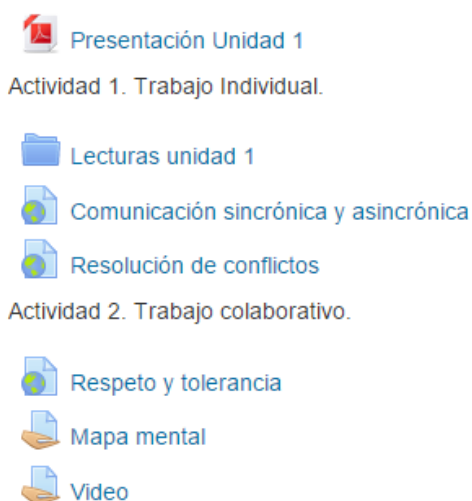 Presentación Unidad 1
Actividad 1. Trabajo Individual.
Lecturas unidad 1
Comunicación sincrónica y asincrónica
Resolución de conflictos
Actividad 2. Trabajo colaborativo.
Respeto y tolerancia
Mapa mental
Video